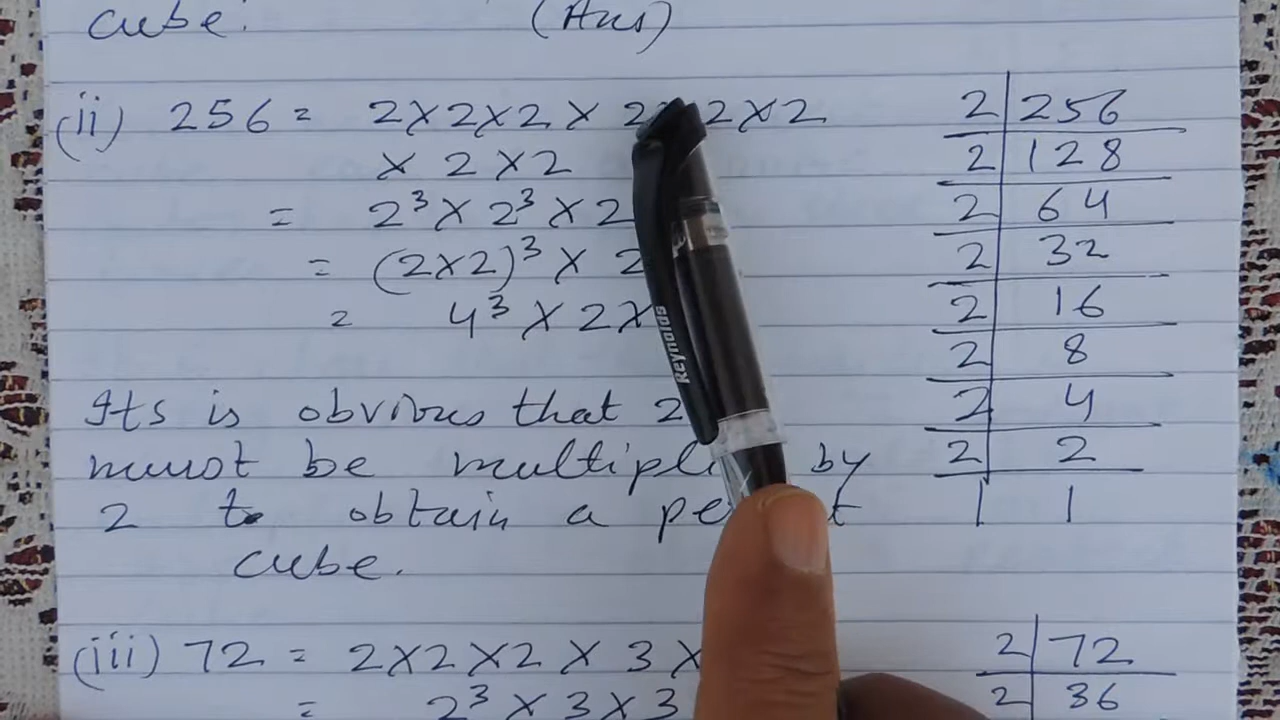 cube. (Ans)
(ii) 256 = 2×2×2× 2 2×2
× 2×2
= 2³×2³×2
= (2×2)³× 2
= 4³×2×
Its is obvious that 2
must be by
2 to obtain a
cube.
(iii) 72 = 2×2×2×3×
= 2³×3×3
2 256
2 128
2 64
2 32
2 16
2 8
2 4
2 2
1 1
2 72
2 36
Reynolds